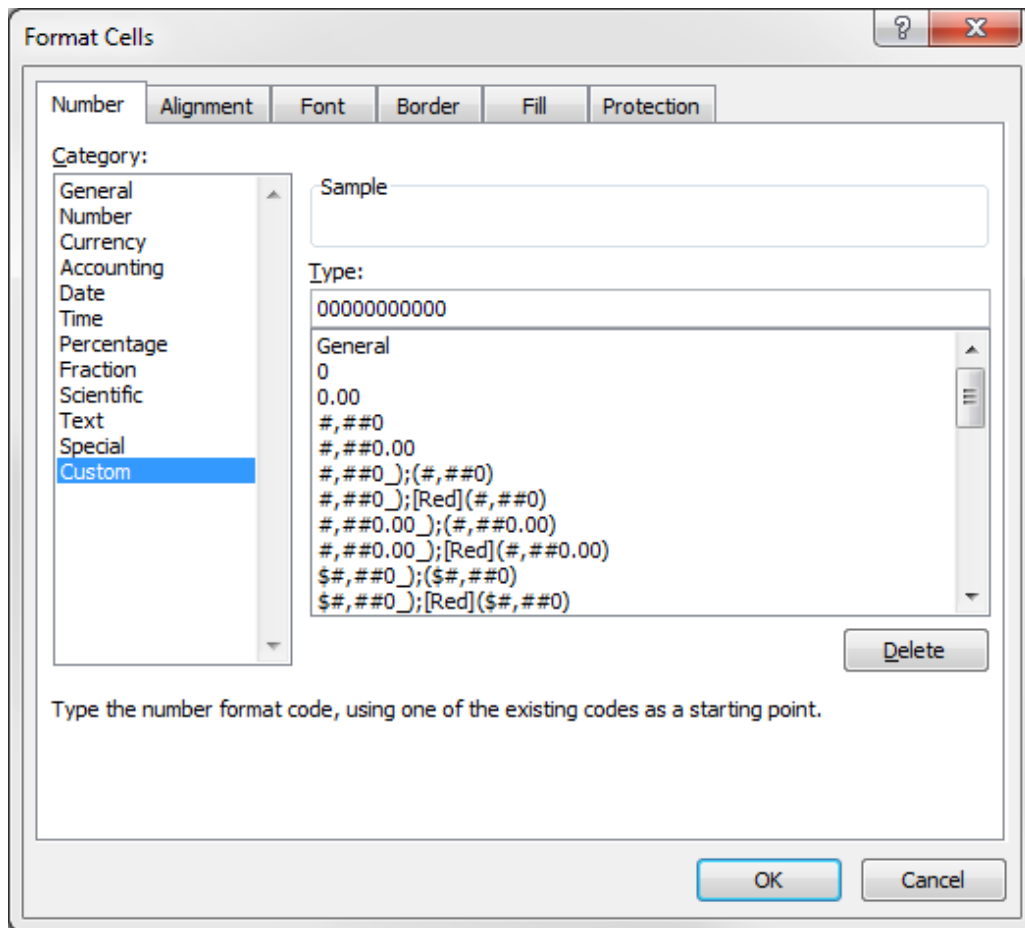 Format Cells
?
X
Number Alignment Font Border Fill Protection
Category:
General
Number
Currency
Accounting
Date
Time
Percentage
Fraction
Scientific
Text
Special
Custom
Sample
Type:
00000000000
General
0
0.00
#,##0
#,##0.00
#,##0_);(#,##0)
#,##0_);[Red](#,##0)
#,##0.00_);(#,##0.00)
#,##0.00_);[Red](#,##0.00)
$#,##0_);($#,##0)
$#,##0_);[Red]($#,##0)
Delete
Type the number format code, using one of the existing codes as a starting point.
OK Cancel